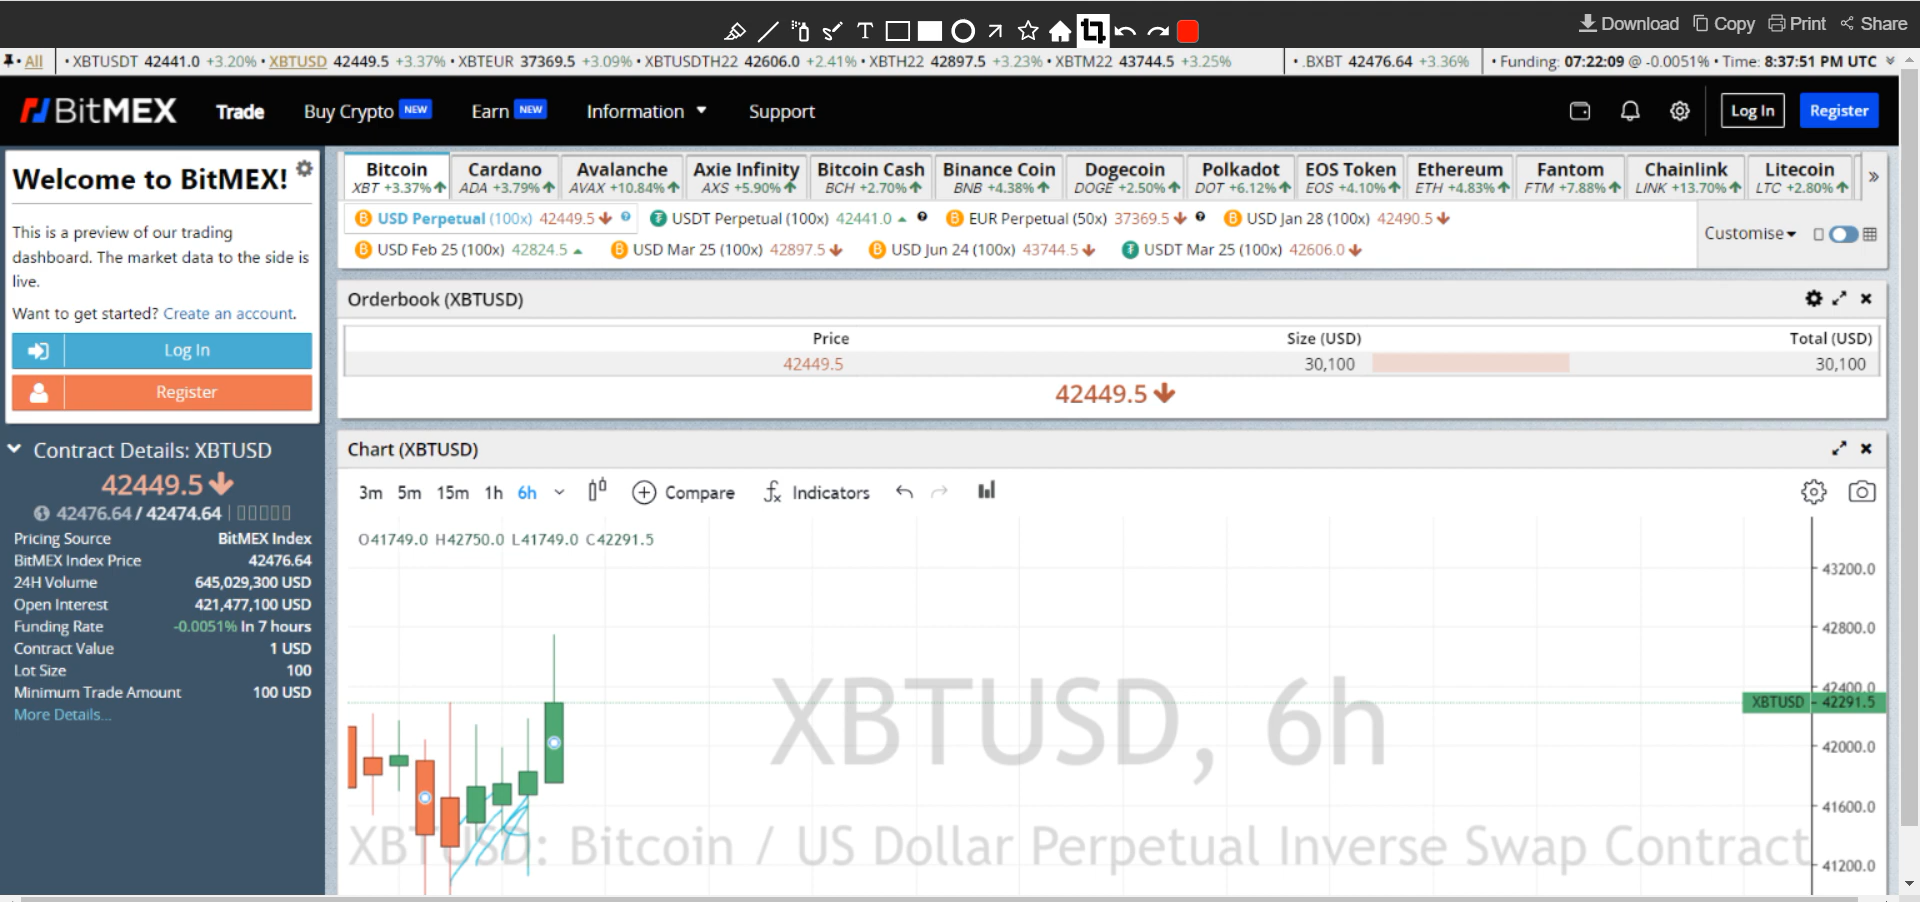 Download Copy Print Share
All • XBTUSDT 42441.0 +3.20% • XBTUSD 42449.5 +3.37% • XBTEUR 37369.5 +3.09% • XBTUSDTH22 42606.0 +2.41% • XBTH22 42897.5 +3.23% • XBTM22 43744.5 +3.25% • .BXBT 42476.64 +3.36% • Funding: 07:22:09 @ -0.0051% • Time: 8:37:51 PM UTC
BitMEX Trade Buy Crypto NEW Earn NEW Information Support Log In Register
Welcome to BitMEX!
This is a preview of our trading
dashboard. The market data to the side is
live.
Want to get started? Create an account.
Log In
Register
Contract Details: XBTUSD
42449.5
42476.64 / 42474.64
Pricing Source BitMEX Index
BitMEX Index Price 42476.64
24H Volume 645,029,300 USD
Open Interest 421,477,100 USD
Funding Rate -0.0051% In 7 hours
Contract Value 1 USD
Lot Size 100
Minimum Trade Amount 100 USD
More Details...
Bitcoin Cardano Avalanche Axie Infinity Bitcoin Cash Binance Coin Dogecoin Polkadot EOS Token Ethereum Fantom Chainlink Litecoin »
XBT +3.37% ADA +3.79% AVAX +10.84% AXS +5.90% BCH +2.70% BNB +4.38% DOGE +2.50% DOT +6.12% EOS +4.10% ETH +4.83% FTM +7.88% LINK +13.70% LTC +2.80%
USD Perpetual (100x) 42449.5 USDT Perpetual (100x) 42441.0 EUR Perpetual (50x) 37369.5 USD Jan 28 (100x) 42490.5
USD Feb 25 (100x) 42824.5 USD Mar 25 (100x) 42897.5 USD Jun 24 (100x) 43744.5 USDT Mar 25 (100x) 42606.0
Customise
Orderbook (XBTUSD)
Price Size (USD) Total (USD)
42449.5 30,100 30,100
42449.5
Chart (XBTUSD)
3m 5m 15m 1h 6h Compare Indicators
O41749.0 H42750.0 L41749.0 C42291.5
43200.0
42800.0
42400.0
XBTUSD 42291.5
42000.0
41600.0
41200.0
XBTUSD, 6h
XBTUSD: Bitcoin / US Dollar Perpetual Inverse Swap Contract